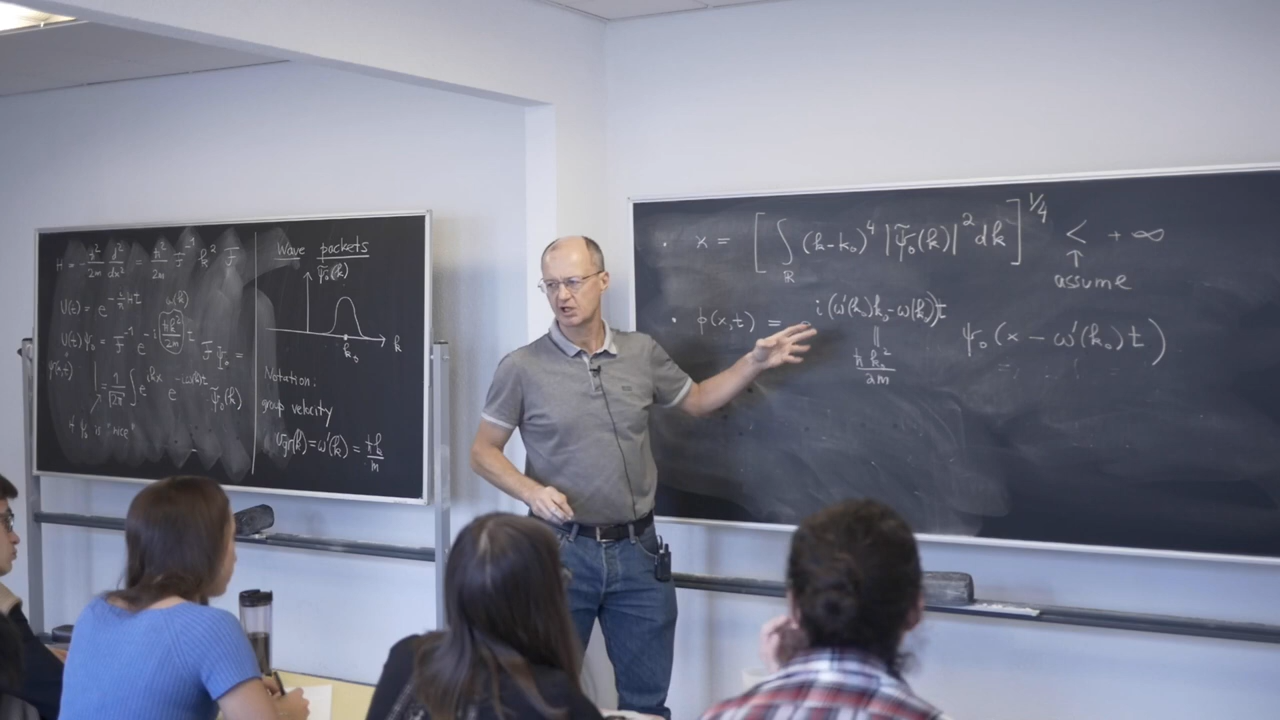 H = -ħ²/2m d²/dx² = ħ²/2m F⁻¹ k² F
U(t) = e^{-i/ħ Ht} ω(k)
U(t)ψ₀ = F⁻¹ e^{-i ħk²/2m t} F ψ₀ =
ψ(x,t) = 1/√2π ∫ e^{ikx} e^{-iω(k)t} ψ̃₀(k)
if ψ₀ is "nice"
Wave packets
ψ̃₀(k)
k₀ k
Notation:
group velocity
v_gr(k) = ω'(k) = ħk/m
• x = [ ∫_R (k-k₀)⁴ |ψ̃₀(k)|² dk ]^{1/4} < +∞
↑
assume
• φ(x,t) = e^{i(ω'(k₀)k₀-ω(k₀))t} ψ₀(x - ω'(k₀)t)
ħk₀²/2m